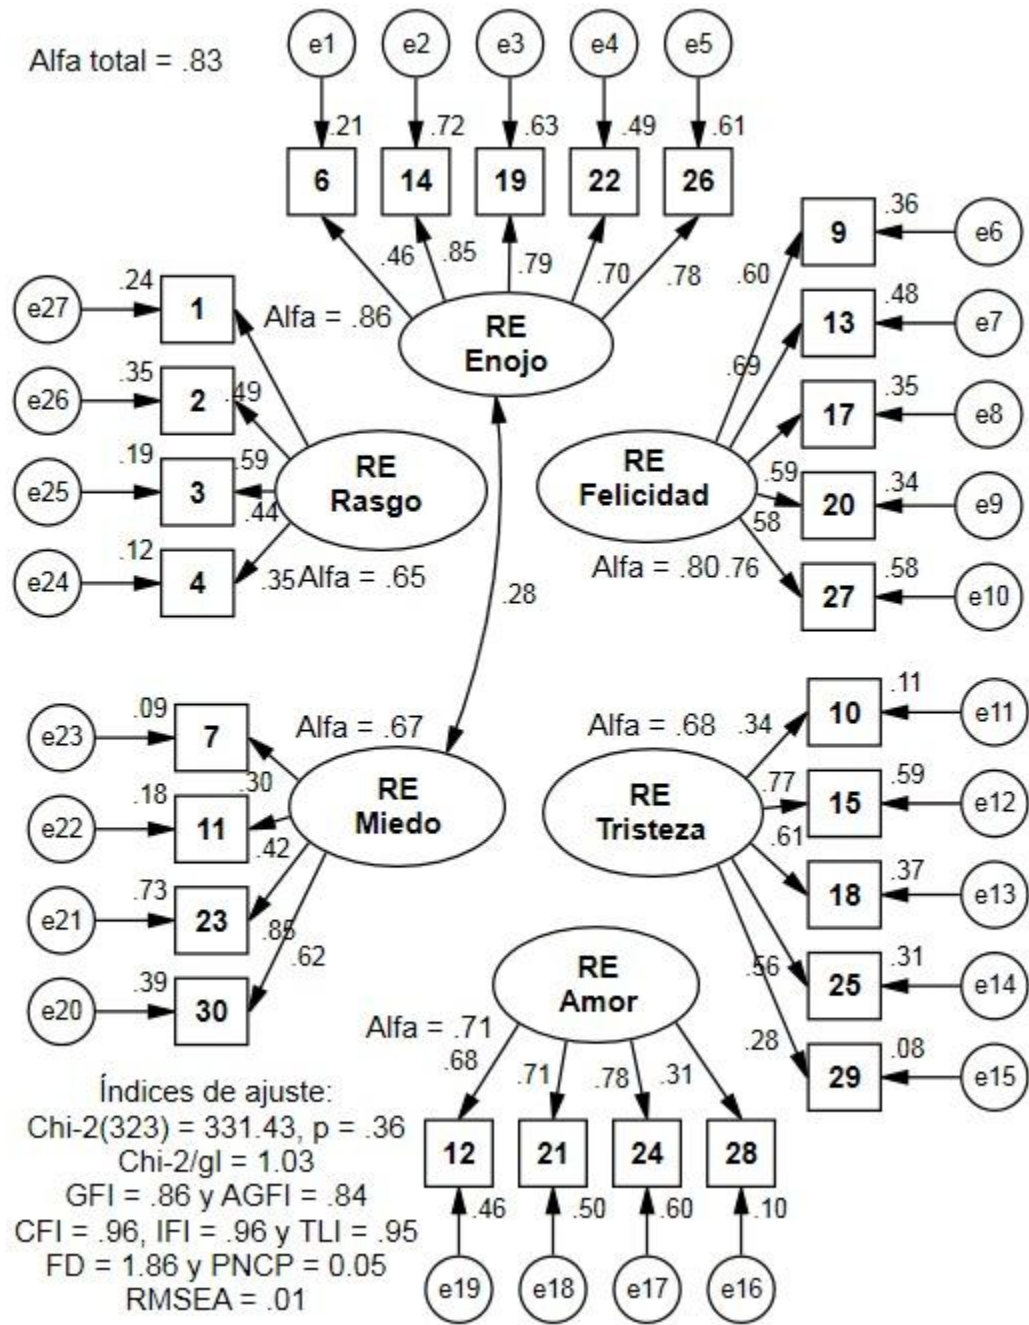 Alfa total = .83
e1 e2 e3 e4 e5
.21 .72 .63 .49 .61
6 14 19 22 26
.46 .85 .79 .70 .78
Alfa = .86
RE
Enojo
.28
e27 .24 1
e26 .35 2 .49
e25 .19 3 .59
e24 .12 4 .44
.35
RE
Rasgo
Alfa = .65
9 .36 e6
.60
13 .48 e7
.69
17 .35 e8
.59
20 .34 e9
.58
27 .58 e10
.76
RE
Felicidad
Alfa = .80
e23 .09 7
.30
e22 .18 11
.42
e21 .73 23
.85
e20 .39 30
.62
Alfa = .67
RE
Miedo
Alfa = .68
RE
Tristeza
.34 10 .11 e11
.77 15 .59 e12
.61 18 .37 e13
.56 25 .31 e14
.28 29 .08 e15
RE
Amor
Alfa = .71
.68 .71 .78 .31
12 21 24 28
.46 .50 .60 .10
e19 e18 e17 e16
Índices de ajuste:
Chi-2(323) = 331.43, p = .36
Chi-2/gl = 1.03
GFI = .86 y AGFI = .84
CFI = .96, IFI = .96 y TLI = .95
FD = 1.86 y PNCP = 0.05
RMSEA = .01